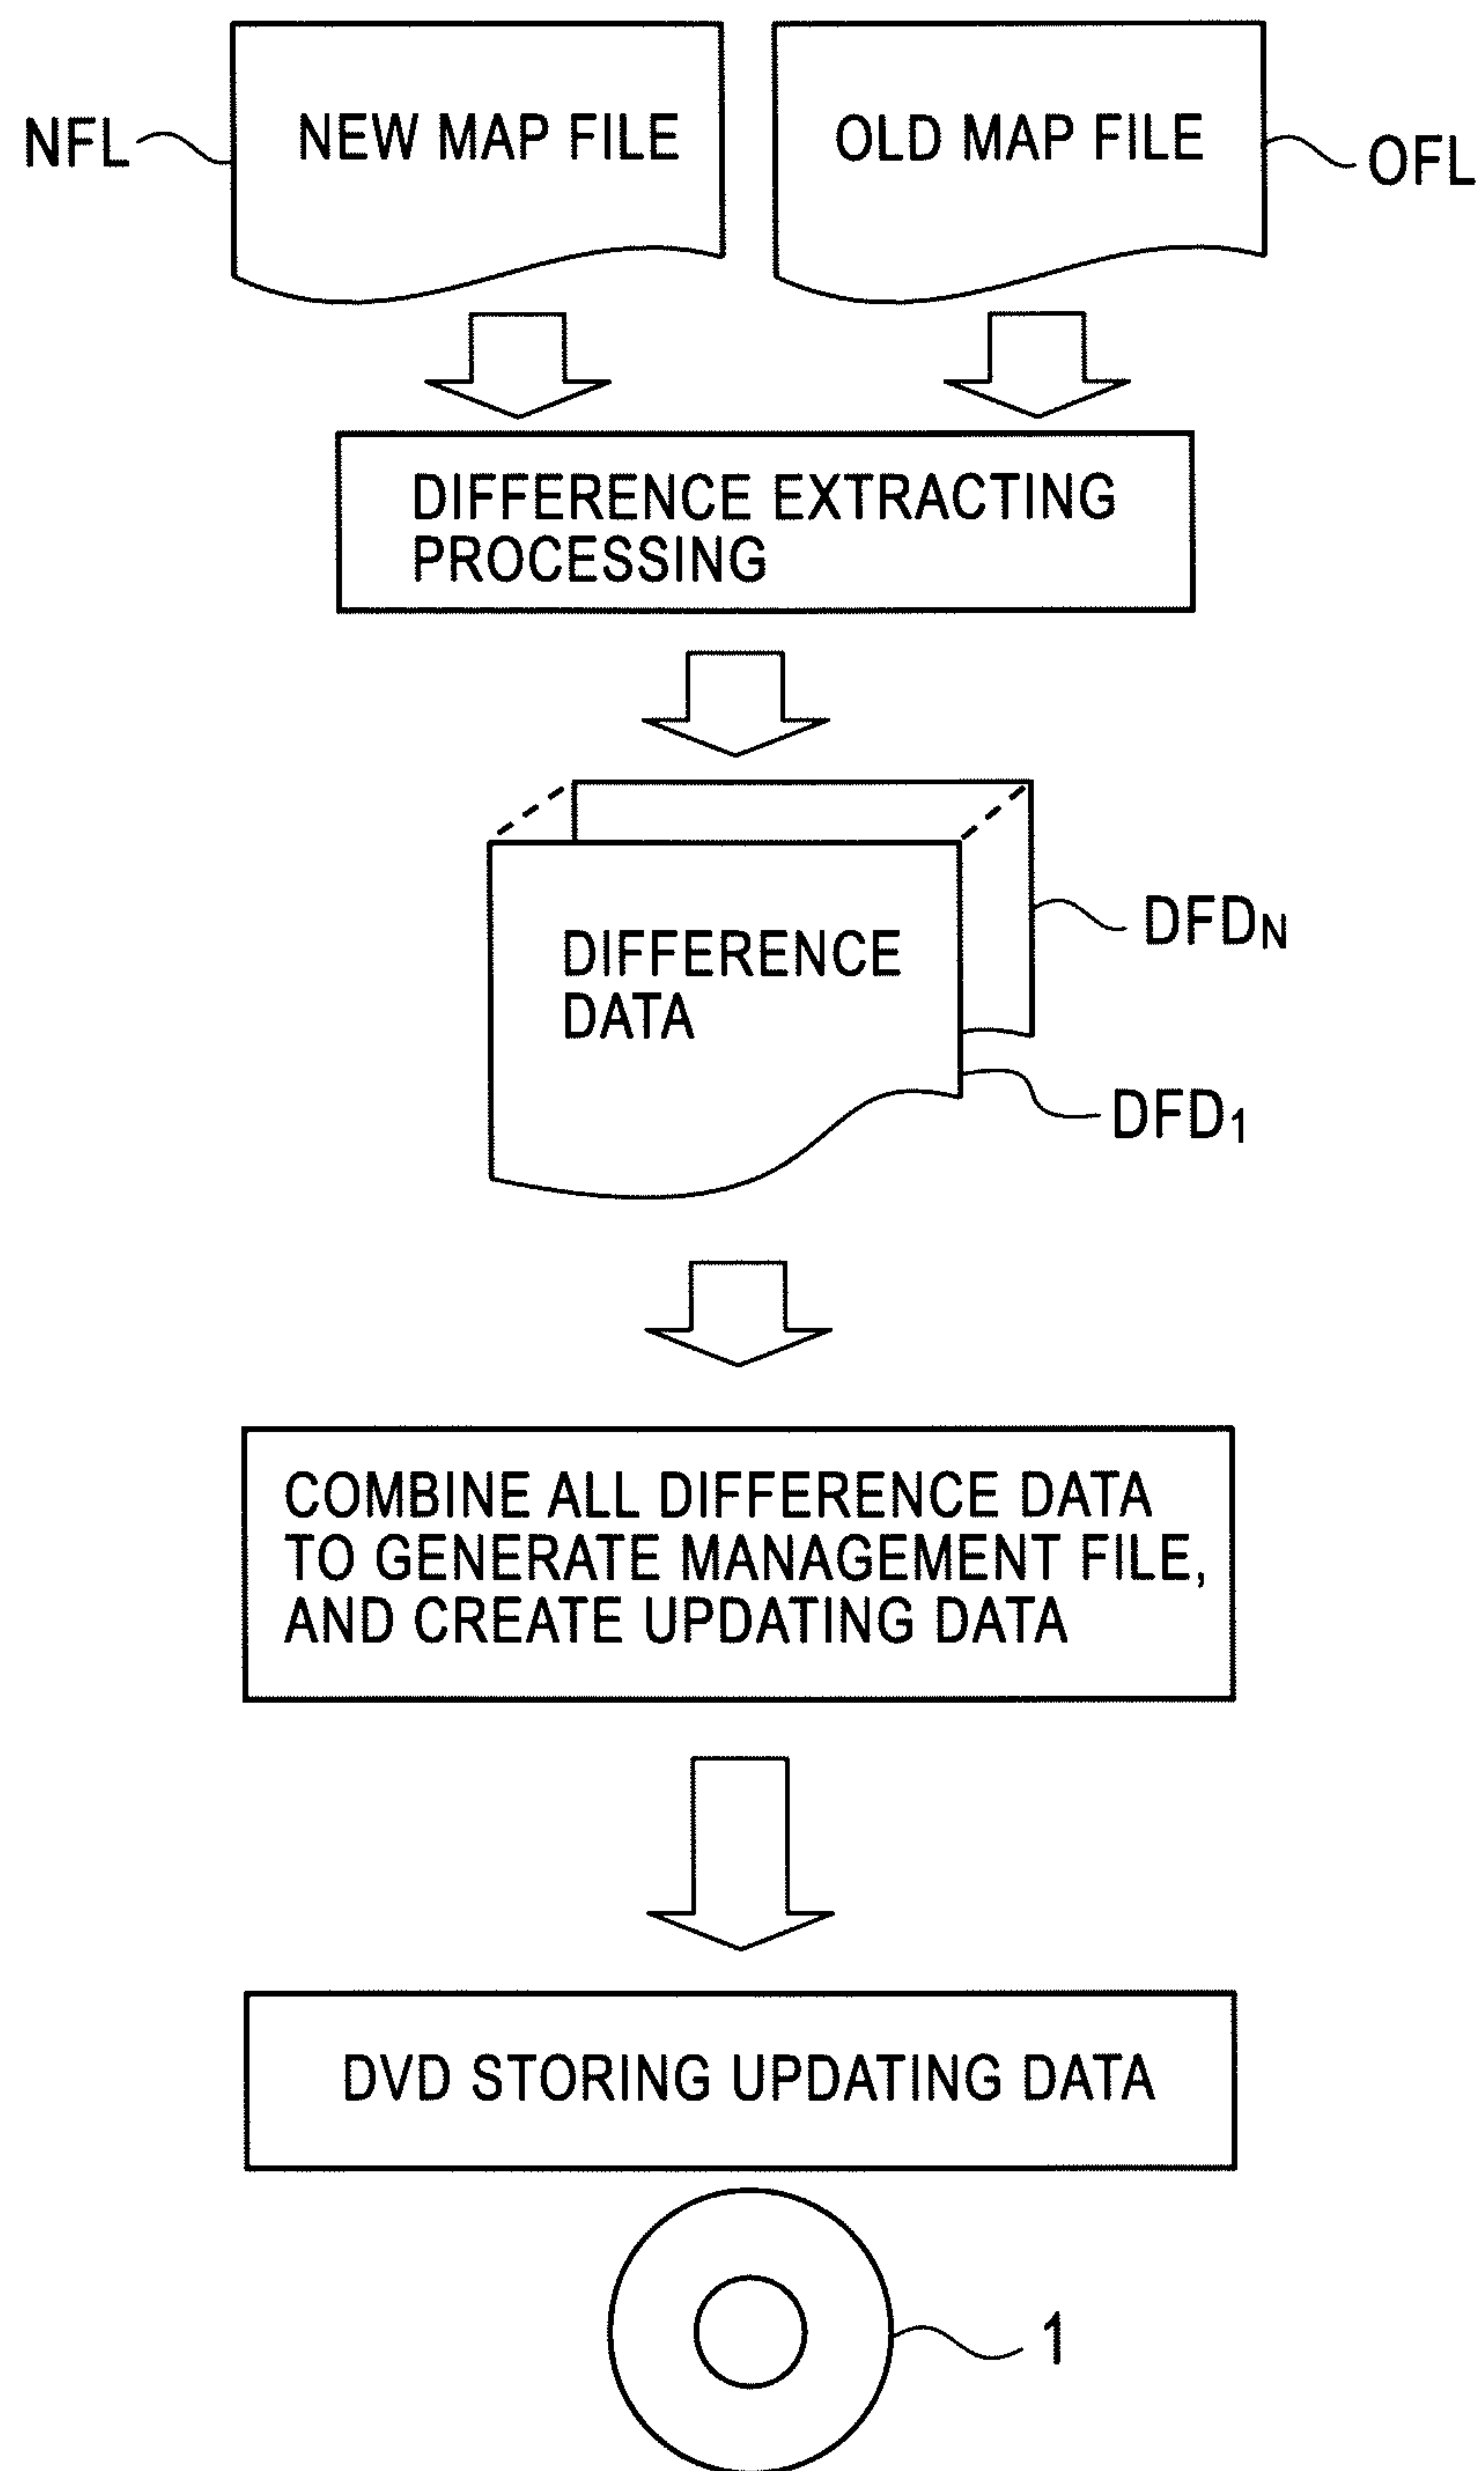 NFL
NEW MAP FILE
OLD MAP FILE
OFL
DIFFERENCE EXTRACTING
PROCESSING
DIFFERENCE
DATA
DFDN
DFD1
COMBINE ALL DIFFERENCE DATA
TO GENERATE MANAGEMENT FILE,
AND CREATE UPDATING DATA
DVD STORING UPDATING DATA
1